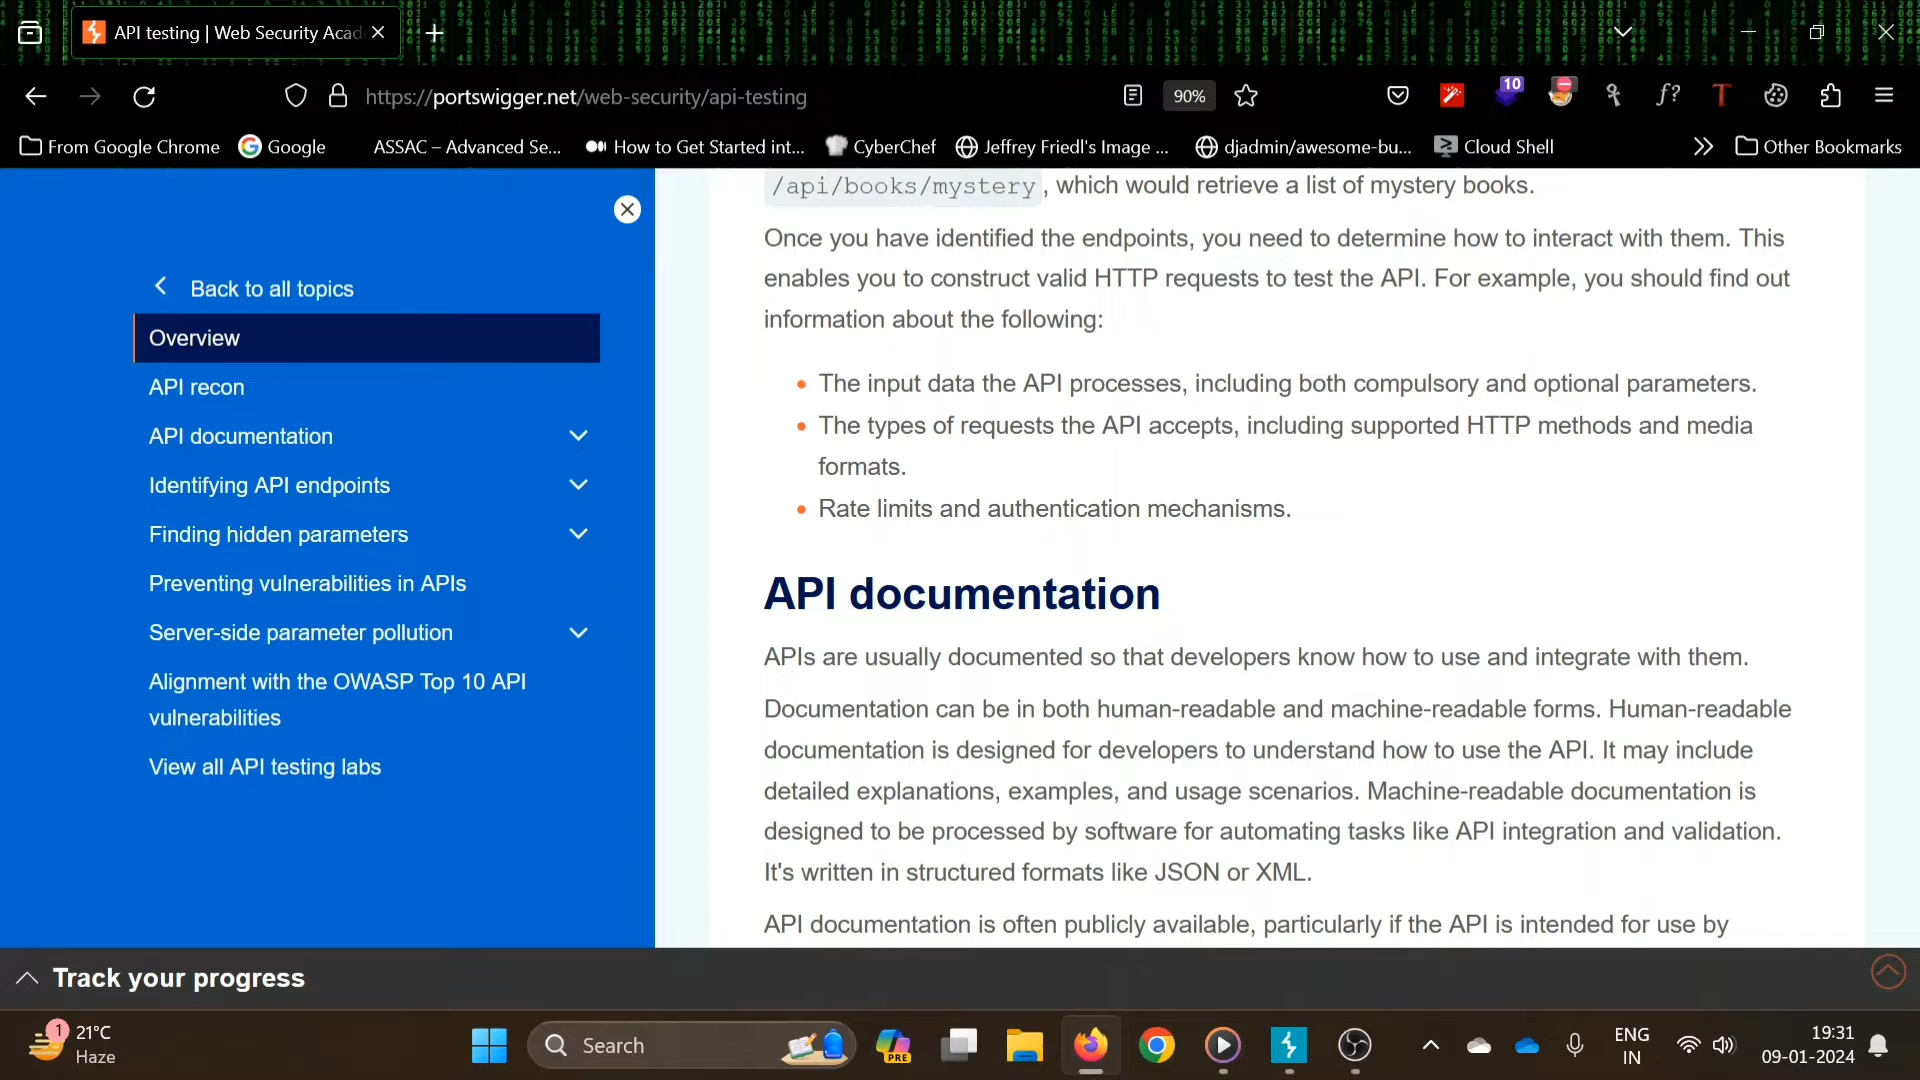 API testing | Web Security Acad
https://portswigger.net/web-security/api-testing
90%
10
f?
T
From Google Chrome
Google
ASSAC – Advanced Se...
How to Get Started int...
CyberChef
Jeffrey Friedl's Image ...
djadmin/awesome-bu...
Cloud Shell
Other Bookmarks
Back to all topics
Overview
API recon
API documentation
Identifying API endpoints
Finding hidden parameters
Preventing vulnerabilities in APIs
Server-side parameter pollution
Alignment with the OWASP Top 10 API
vulnerabilities
View all API testing labs
/api/books/mystery , which would retrieve a list of mystery books.
Once you have identified the endpoints, you need to determine how to interact with them. This
enables you to construct valid HTTP requests to test the API. For example, you should find out
information about the following:
The input data the API processes, including both compulsory and optional parameters.
The types of requests the API accepts, including supported HTTP methods and media
formats.
Rate limits and authentication mechanisms.
API documentation
APIs are usually documented so that developers know how to use and integrate with them.
Documentation can be in both human-readable and machine-readable forms. Human-readable
documentation is designed for developers to understand how to use the API. It may include
detailed explanations, examples, and usage scenarios. Machine-readable documentation is
designed to be processed by software for automating tasks like API integration and validation.
It's written in structured formats like JSON or XML.
API documentation is often publicly available, particularly if the API is intended for use by
Track your progress
1
21°C
Haze
Search
PRE
ENG
IN
19:31
09-01-2024